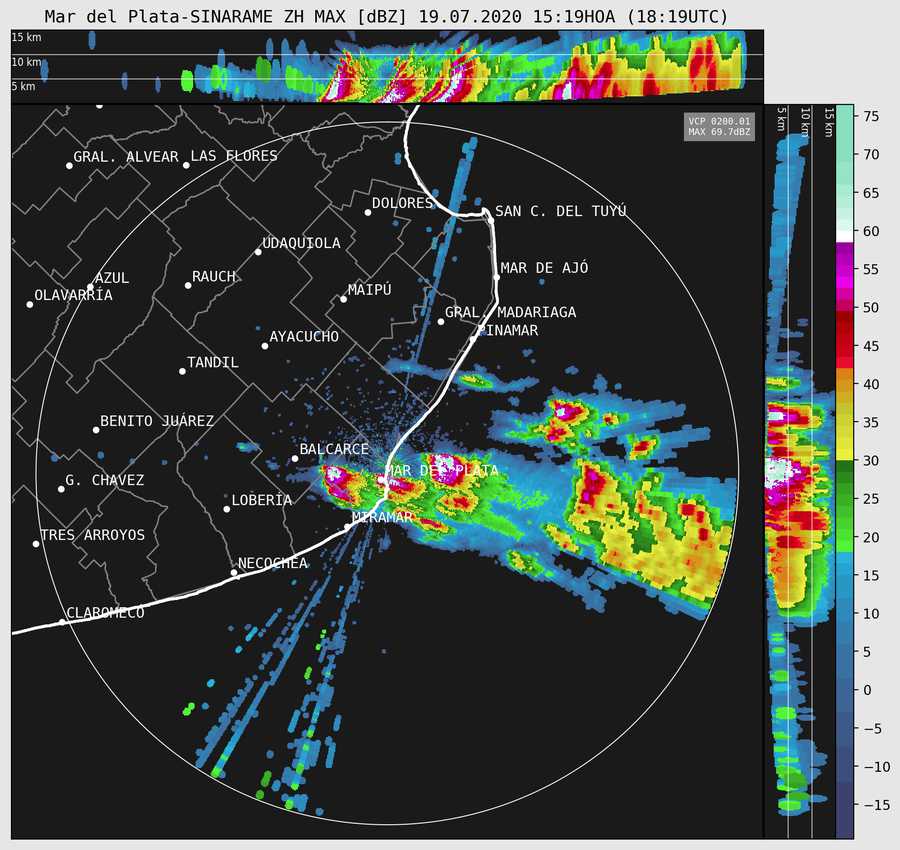 Mar del Plata-SINARAME ZH MAX [dBZ] 19.07.2020 15:19HOA (18:19UTC)
15 km
10 km
5 km
VCP 0200.01
MAX 69.7dBZ
5 km
10 km
15 km
GRAL. ALVEAR
LAS FLORES
DOLORES
SAN C. DEL TUYÚ
UDAQUIOLA
MAR DE AJÓ
AZUL
RAUCH
OLAVARRÍA
MAIPÚ
GRAL. MADARIAGA
PINAMAR
AYACUCHO
TANDIL
BENITO JUÁREZ
BALCARCE
MAR DEL PLATA
G. CHAVEZ
LOBERÍA
MIRAMAR
TRES ARROYOS
NECOCHEA
CLAROMECÓ
75
70
65
60
55
50
45
40
35
30
25
20
15
10
5
0
−5
−10
−15